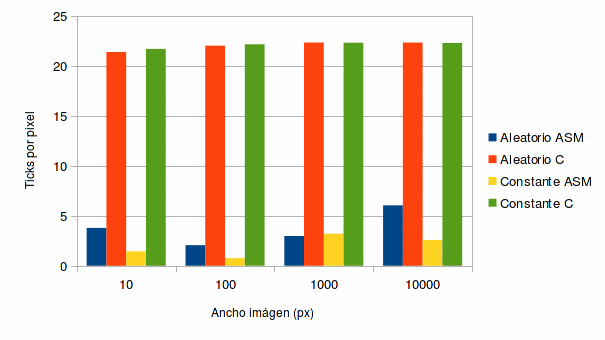 25
20
15
10
5
0
Ticks por pixel
10 100 1000 10000
Ancho imágen (px)
Aleatorio ASM
Aleatorio C
Constante ASM
Constante C